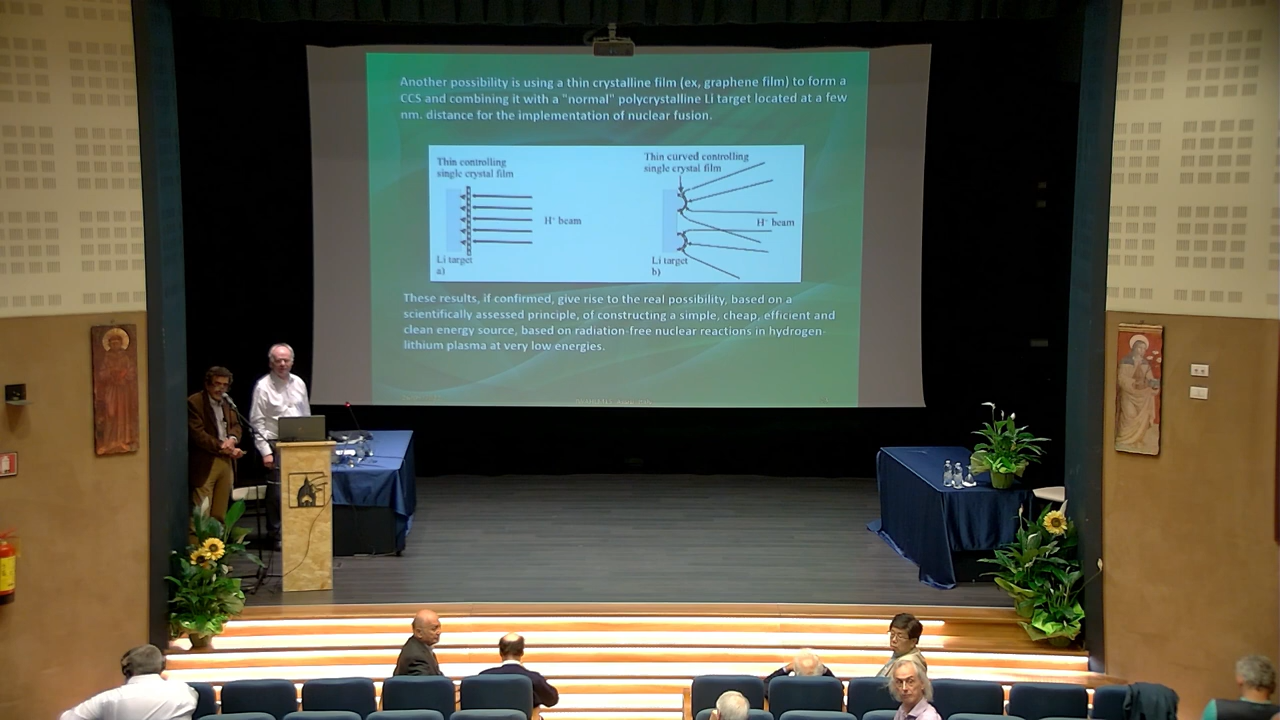 Another possibility is using a thin crystalline film (ex, graphene film) to form a
CCS and combining it with a "normal" polycrystalline Li target located at a few
nm. distance for the implementation of nuclear fusion.
Thin controlling
single crystal film
H⁺ beam
Li target
a)
Thin curved controlling
single crystal film
H⁺ beam
Li target
b)
These results, if confirmed, give rise to the real possibility, based on a
scientifically assessed principle, of constructing a simple, cheap, efficient and
clean energy source, based on radiation-free nuclear reactions in hydrogen-
lithium plasma at very low energies.